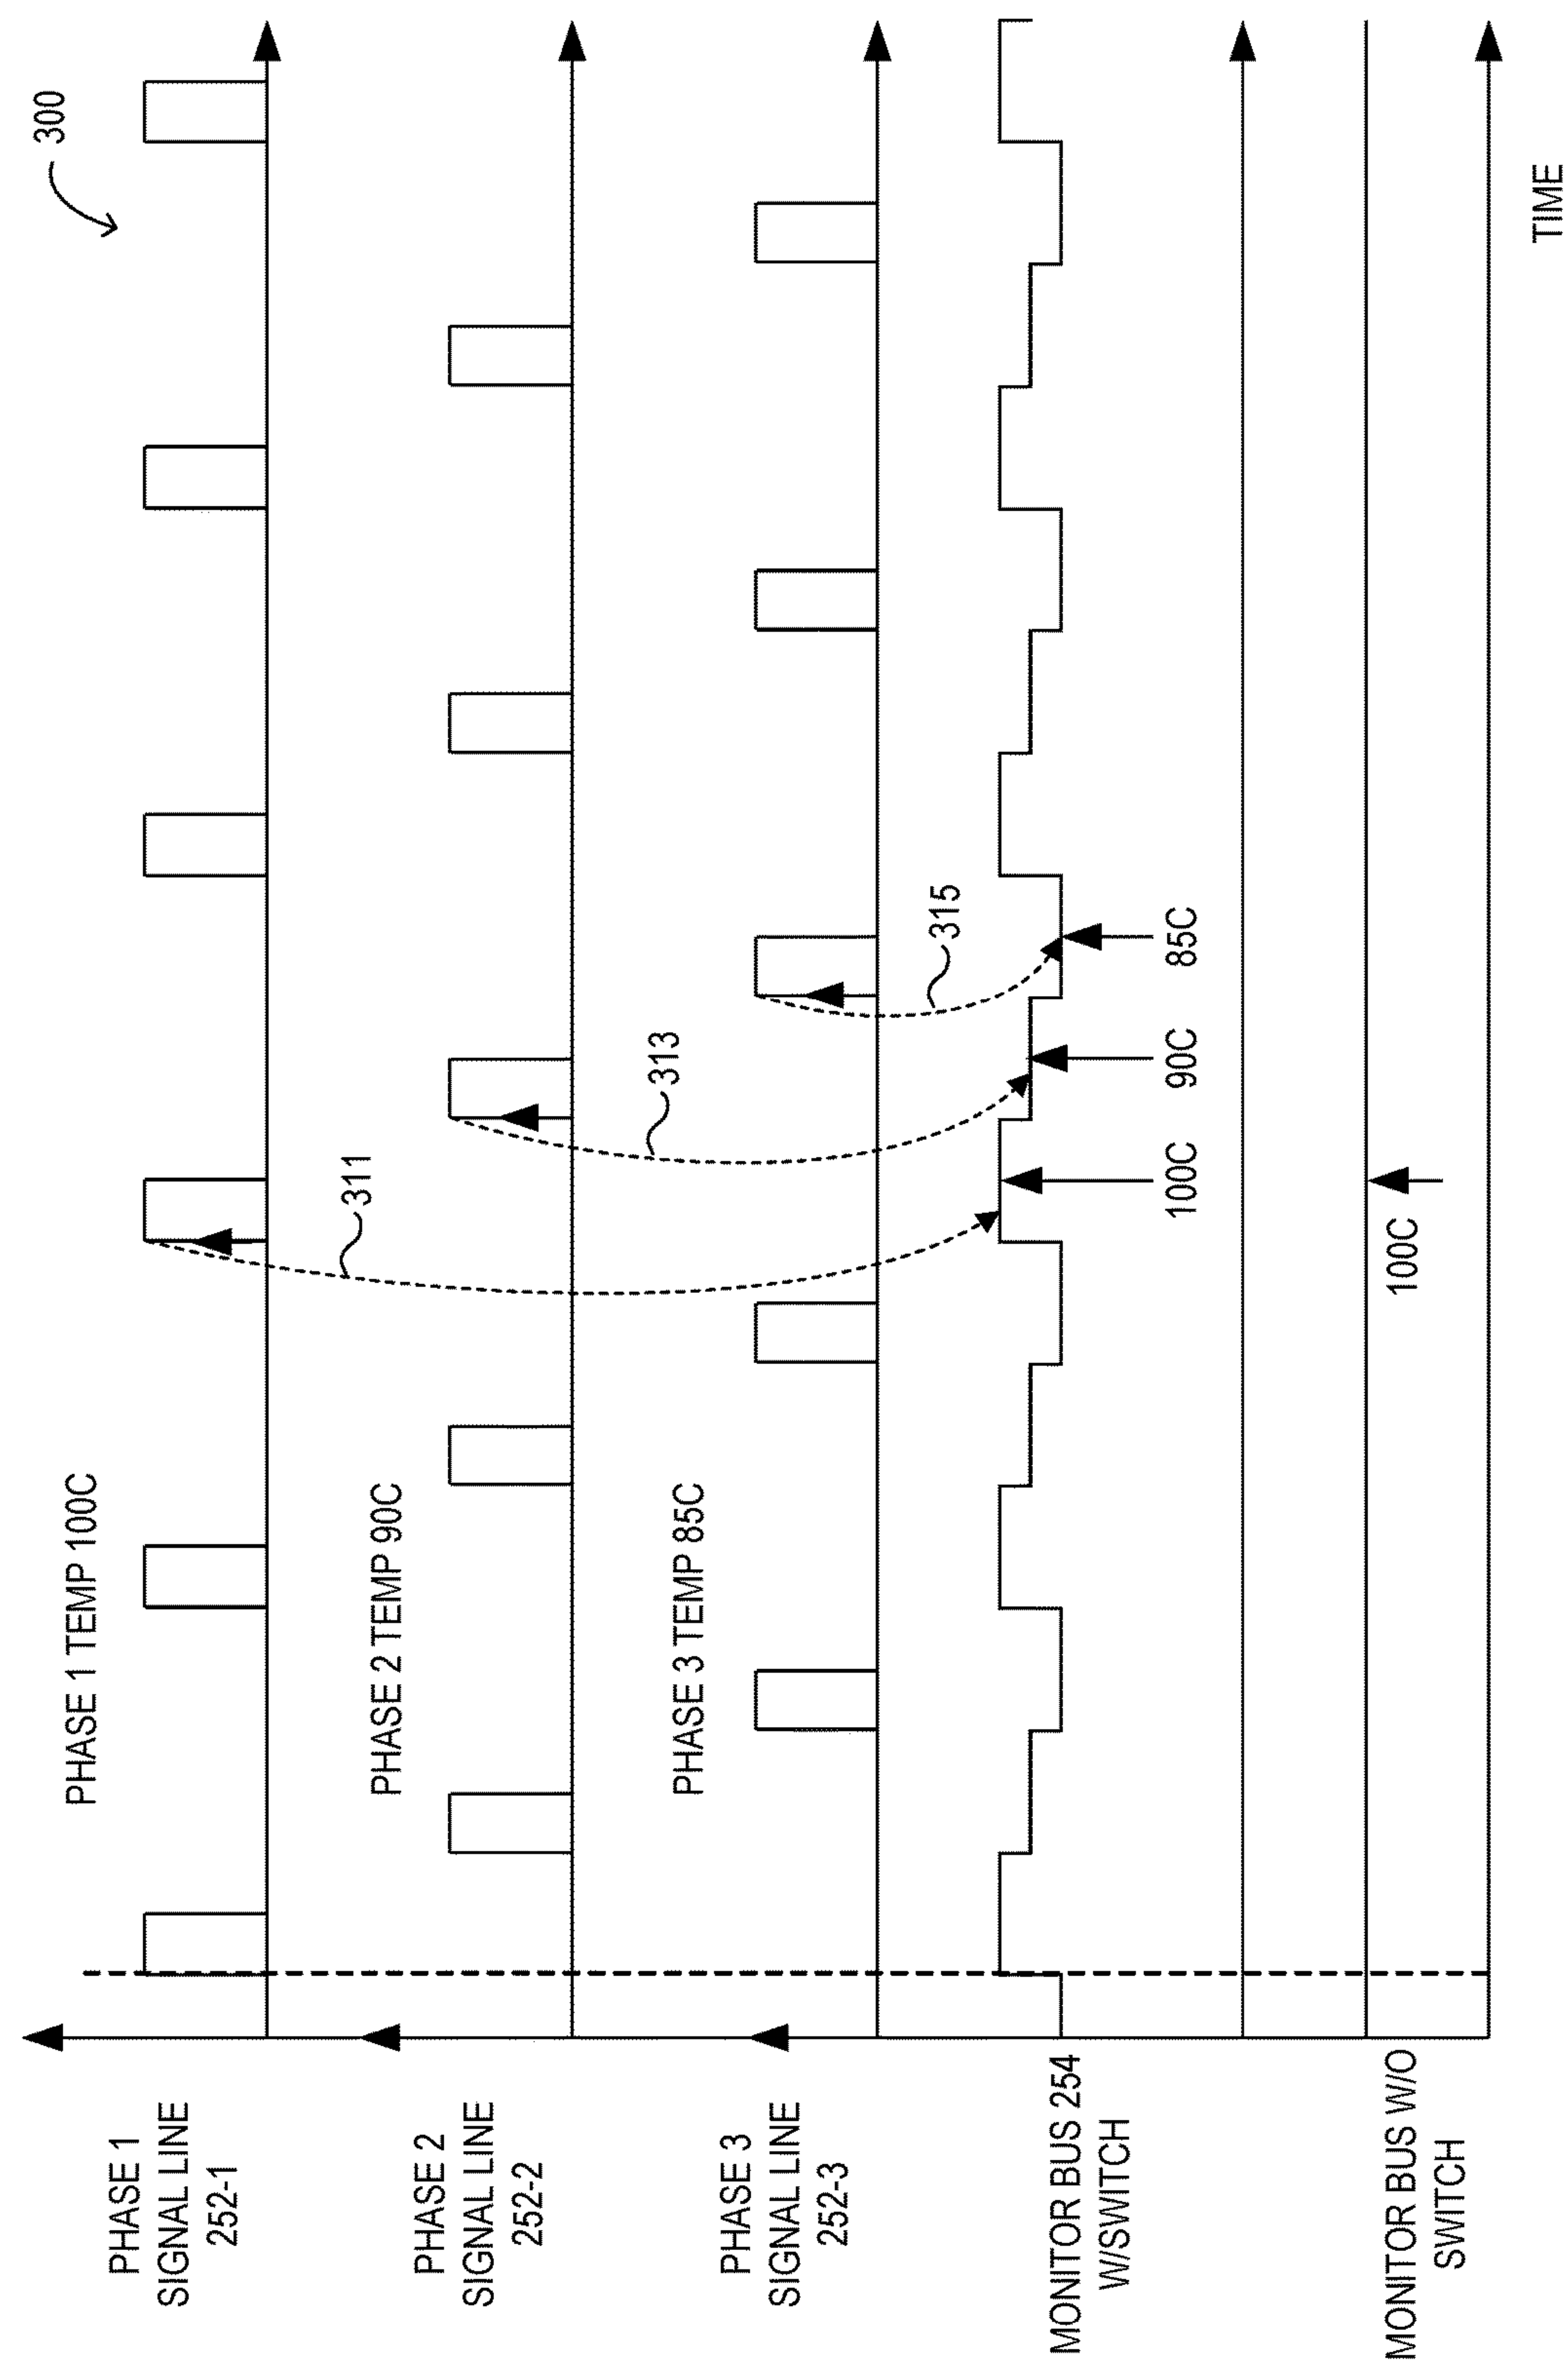 300
PHASE 1
SIGNAL LINE
252-1
PHASE 1 TEMP 100C
311
PHASE 2
SIGNAL LINE
252-2
PHASE 2 TEMP 90C
313
PHASE 3
SIGNAL LINE
252-3
PHASE 3 TEMP 85C
315
MONITOR BUS 254
W/SWITCH
100C
90C
85C
MONITOR BUS W/O
SWITCH
100C
TIME